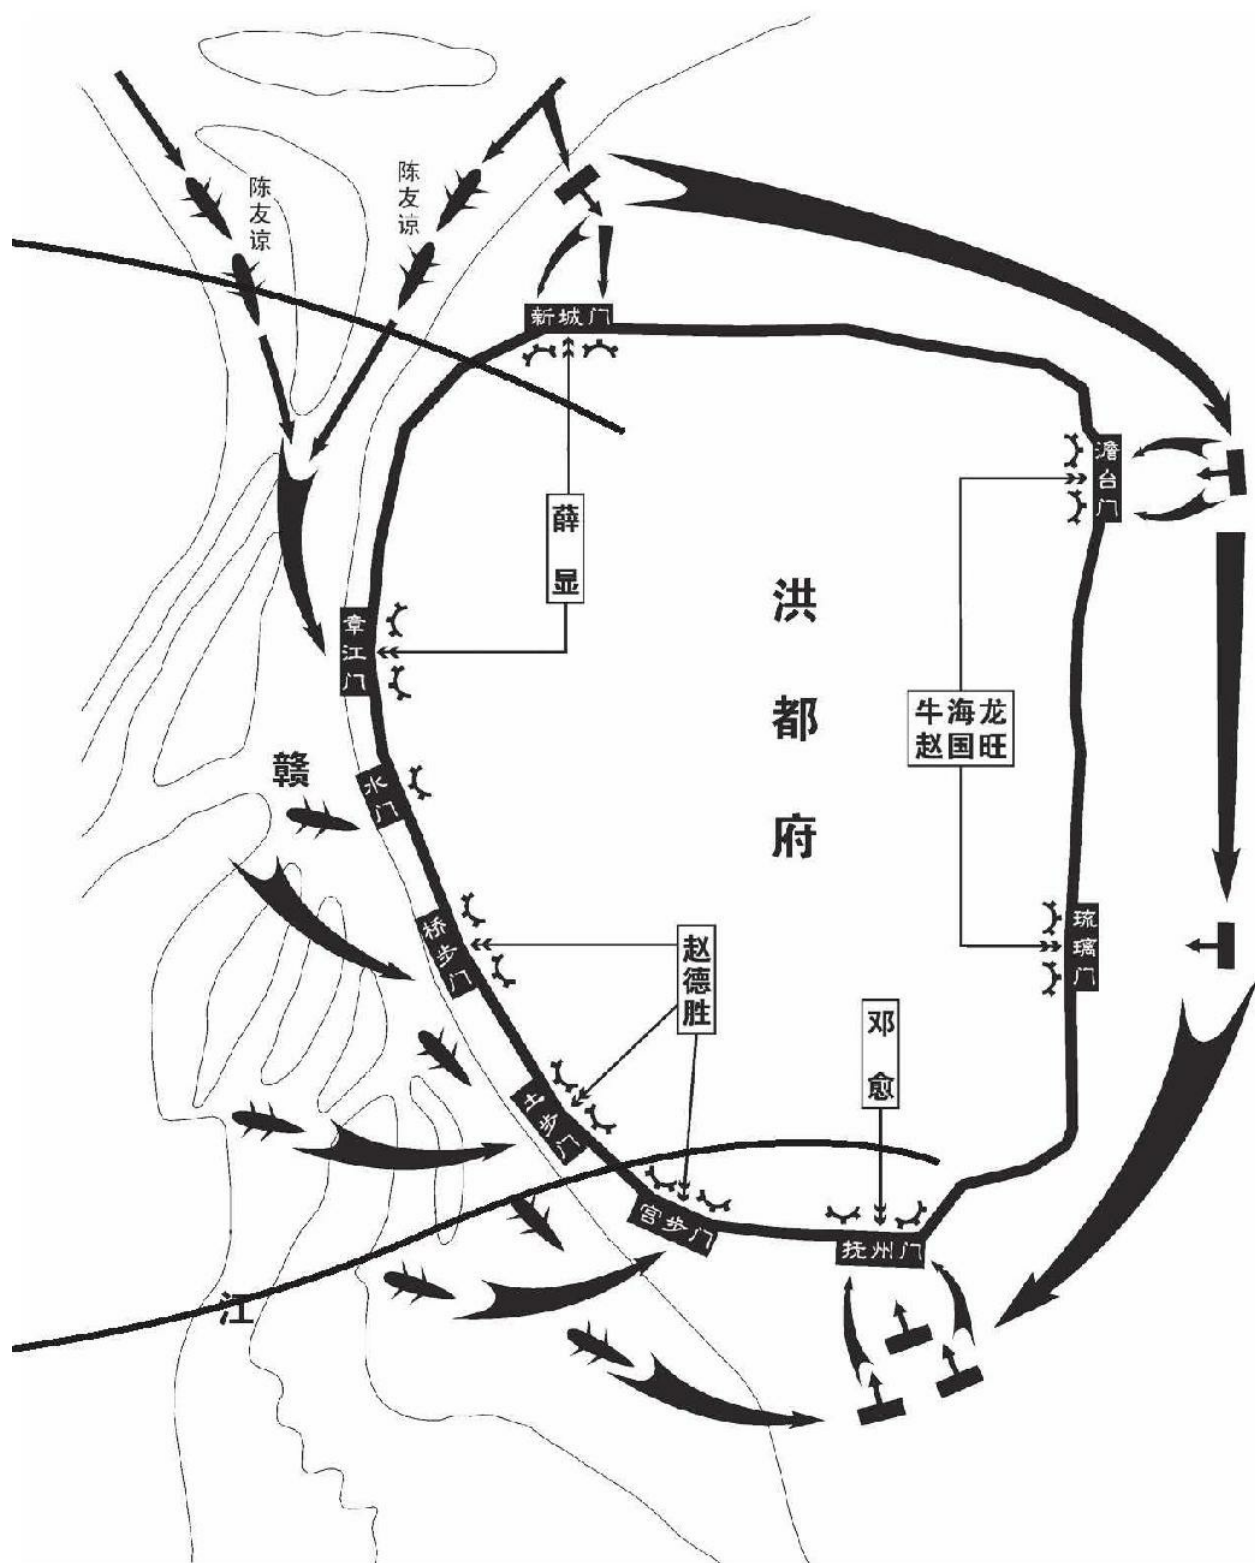 陈友谅
陈友谅
新城门
澹台门
薛显
洪都府
章江门
牛海龙
赵国旺
赣
水门
桥步门
赵德胜
琉璃门
邓愈
土步门
宫步门
抚州门
江